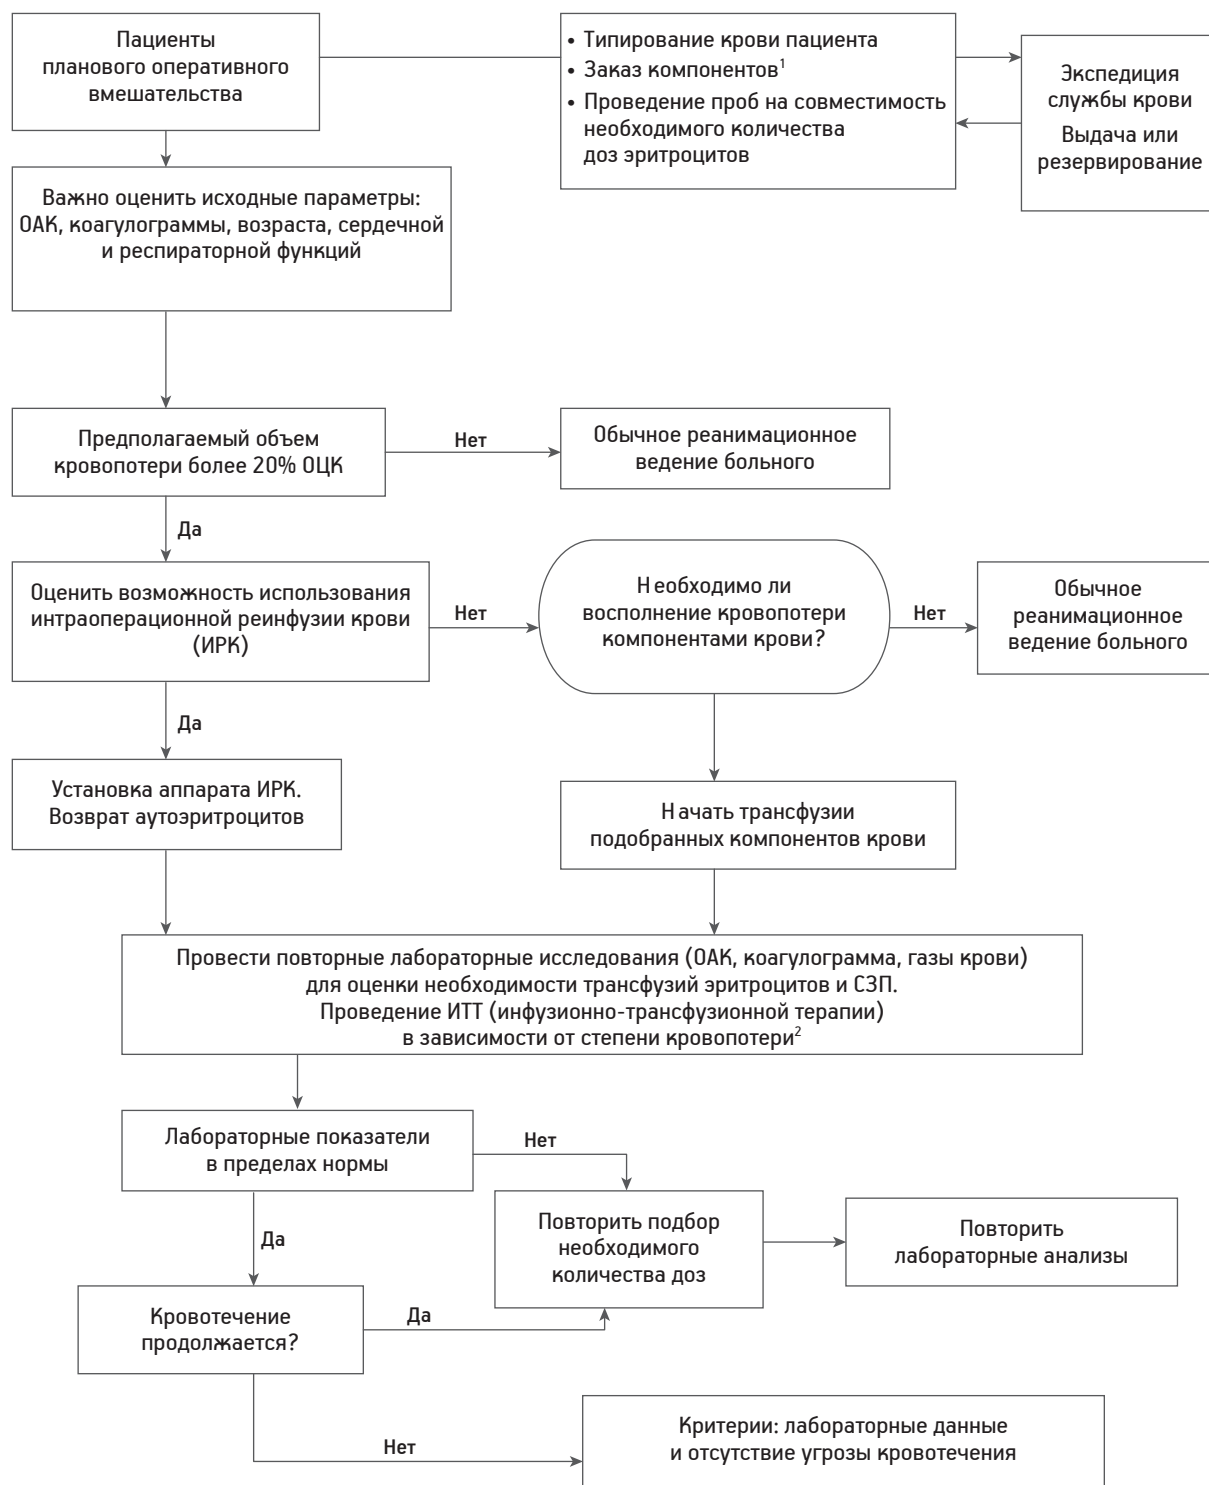 Пациенты
планового оперативного
вмешательства
• Типирование крови пациента
• Заказ компонентов¹
• Проведение проб на совместимость
необходимого количества
доз эритроцитов
Экспедиция
службы крови
Выдача или
резервирование
Важно оценить исходные параметры:
ОАК, коагулограммы, возраста, сердечной
и респираторной функций
Предполагаемый объем
кровопотери более 20% ОЦК
Нет
Обычное реанимационное
ведение больного
Да
Оценить возможность использования
интраоперационной реинфузии крови
(ИРК)
Нет
Н еобходимо ли
восполнение кровопотери
компонентами крови?
Нет
Обычное
реанимационное
ведение больного
Да
Установка аппарата ИРК.
Возврат аутоэритроцитов
Н ачать трансфузии
подобранных компонентов крови
Провести повторные лабораторные исследования (ОАК, коагулограмма, газы крови)
для оценки необходимости трансфузий эритроцитов и СЗП.
Проведение ИТТ (инфузионно-трансфузионной терапии)
в зависимости от степени кровопотери²
Лабораторные показатели
в пределах нормы
Нет
Да
Повторить подбор
необходимого
количества доз
Повторить
лабораторные анализы
Кровотечение
продолжается?
Да
Нет
Критерии: лабораторные данные
и отсутствие угрозы кровотечения